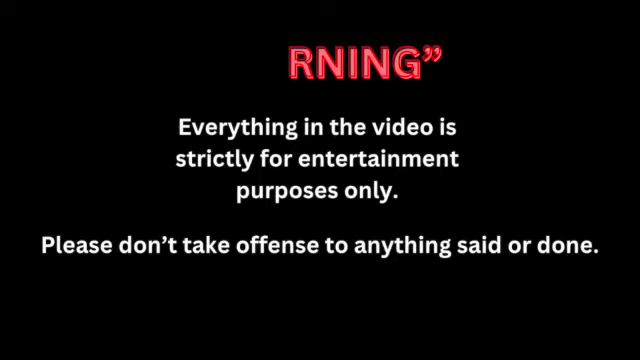 RNING”
Everything in the video is
strictly for entertainment
purposes only.
Please don’t take offense to anything said or done.